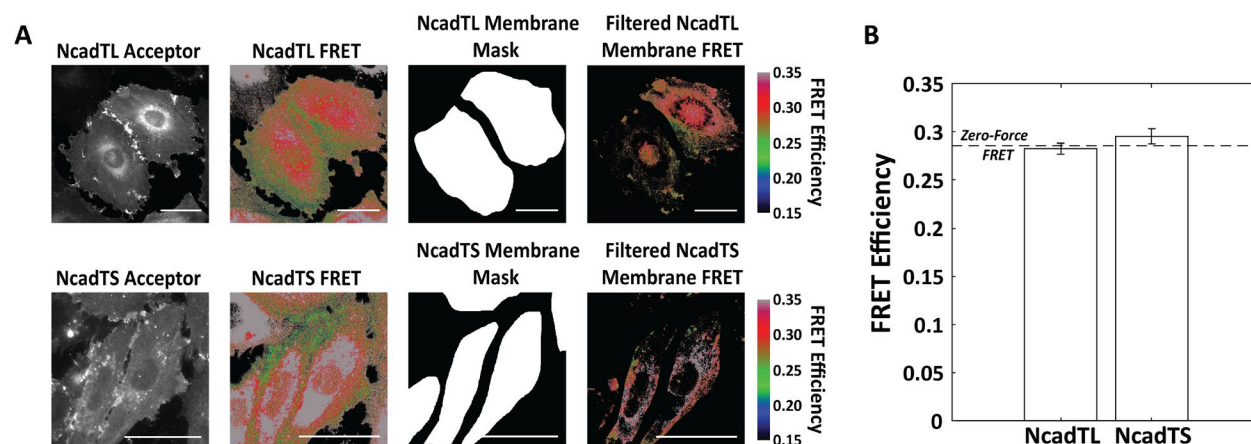 A
NcadTL Acceptor
NcadTL FRET
NcadTL Membrane
Mask
Filtered NcadTL
Membrane FRET
0.35
0.30
0.25
0.20
0.15
FRET Efficiency
NcadTS Acceptor
NcadTS FRET
NcadTS Membrane
Mask
Filtered NcadTS
Membrane FRET
0.35
0.30
0.25
0.20
0.15
FRET Efficiency
B
FRET Efficiency
0.35
0.3
0.25
0.2
0.15
0.1
0.05
0
Zero-Force
FRET
NcadTL
NcadTS